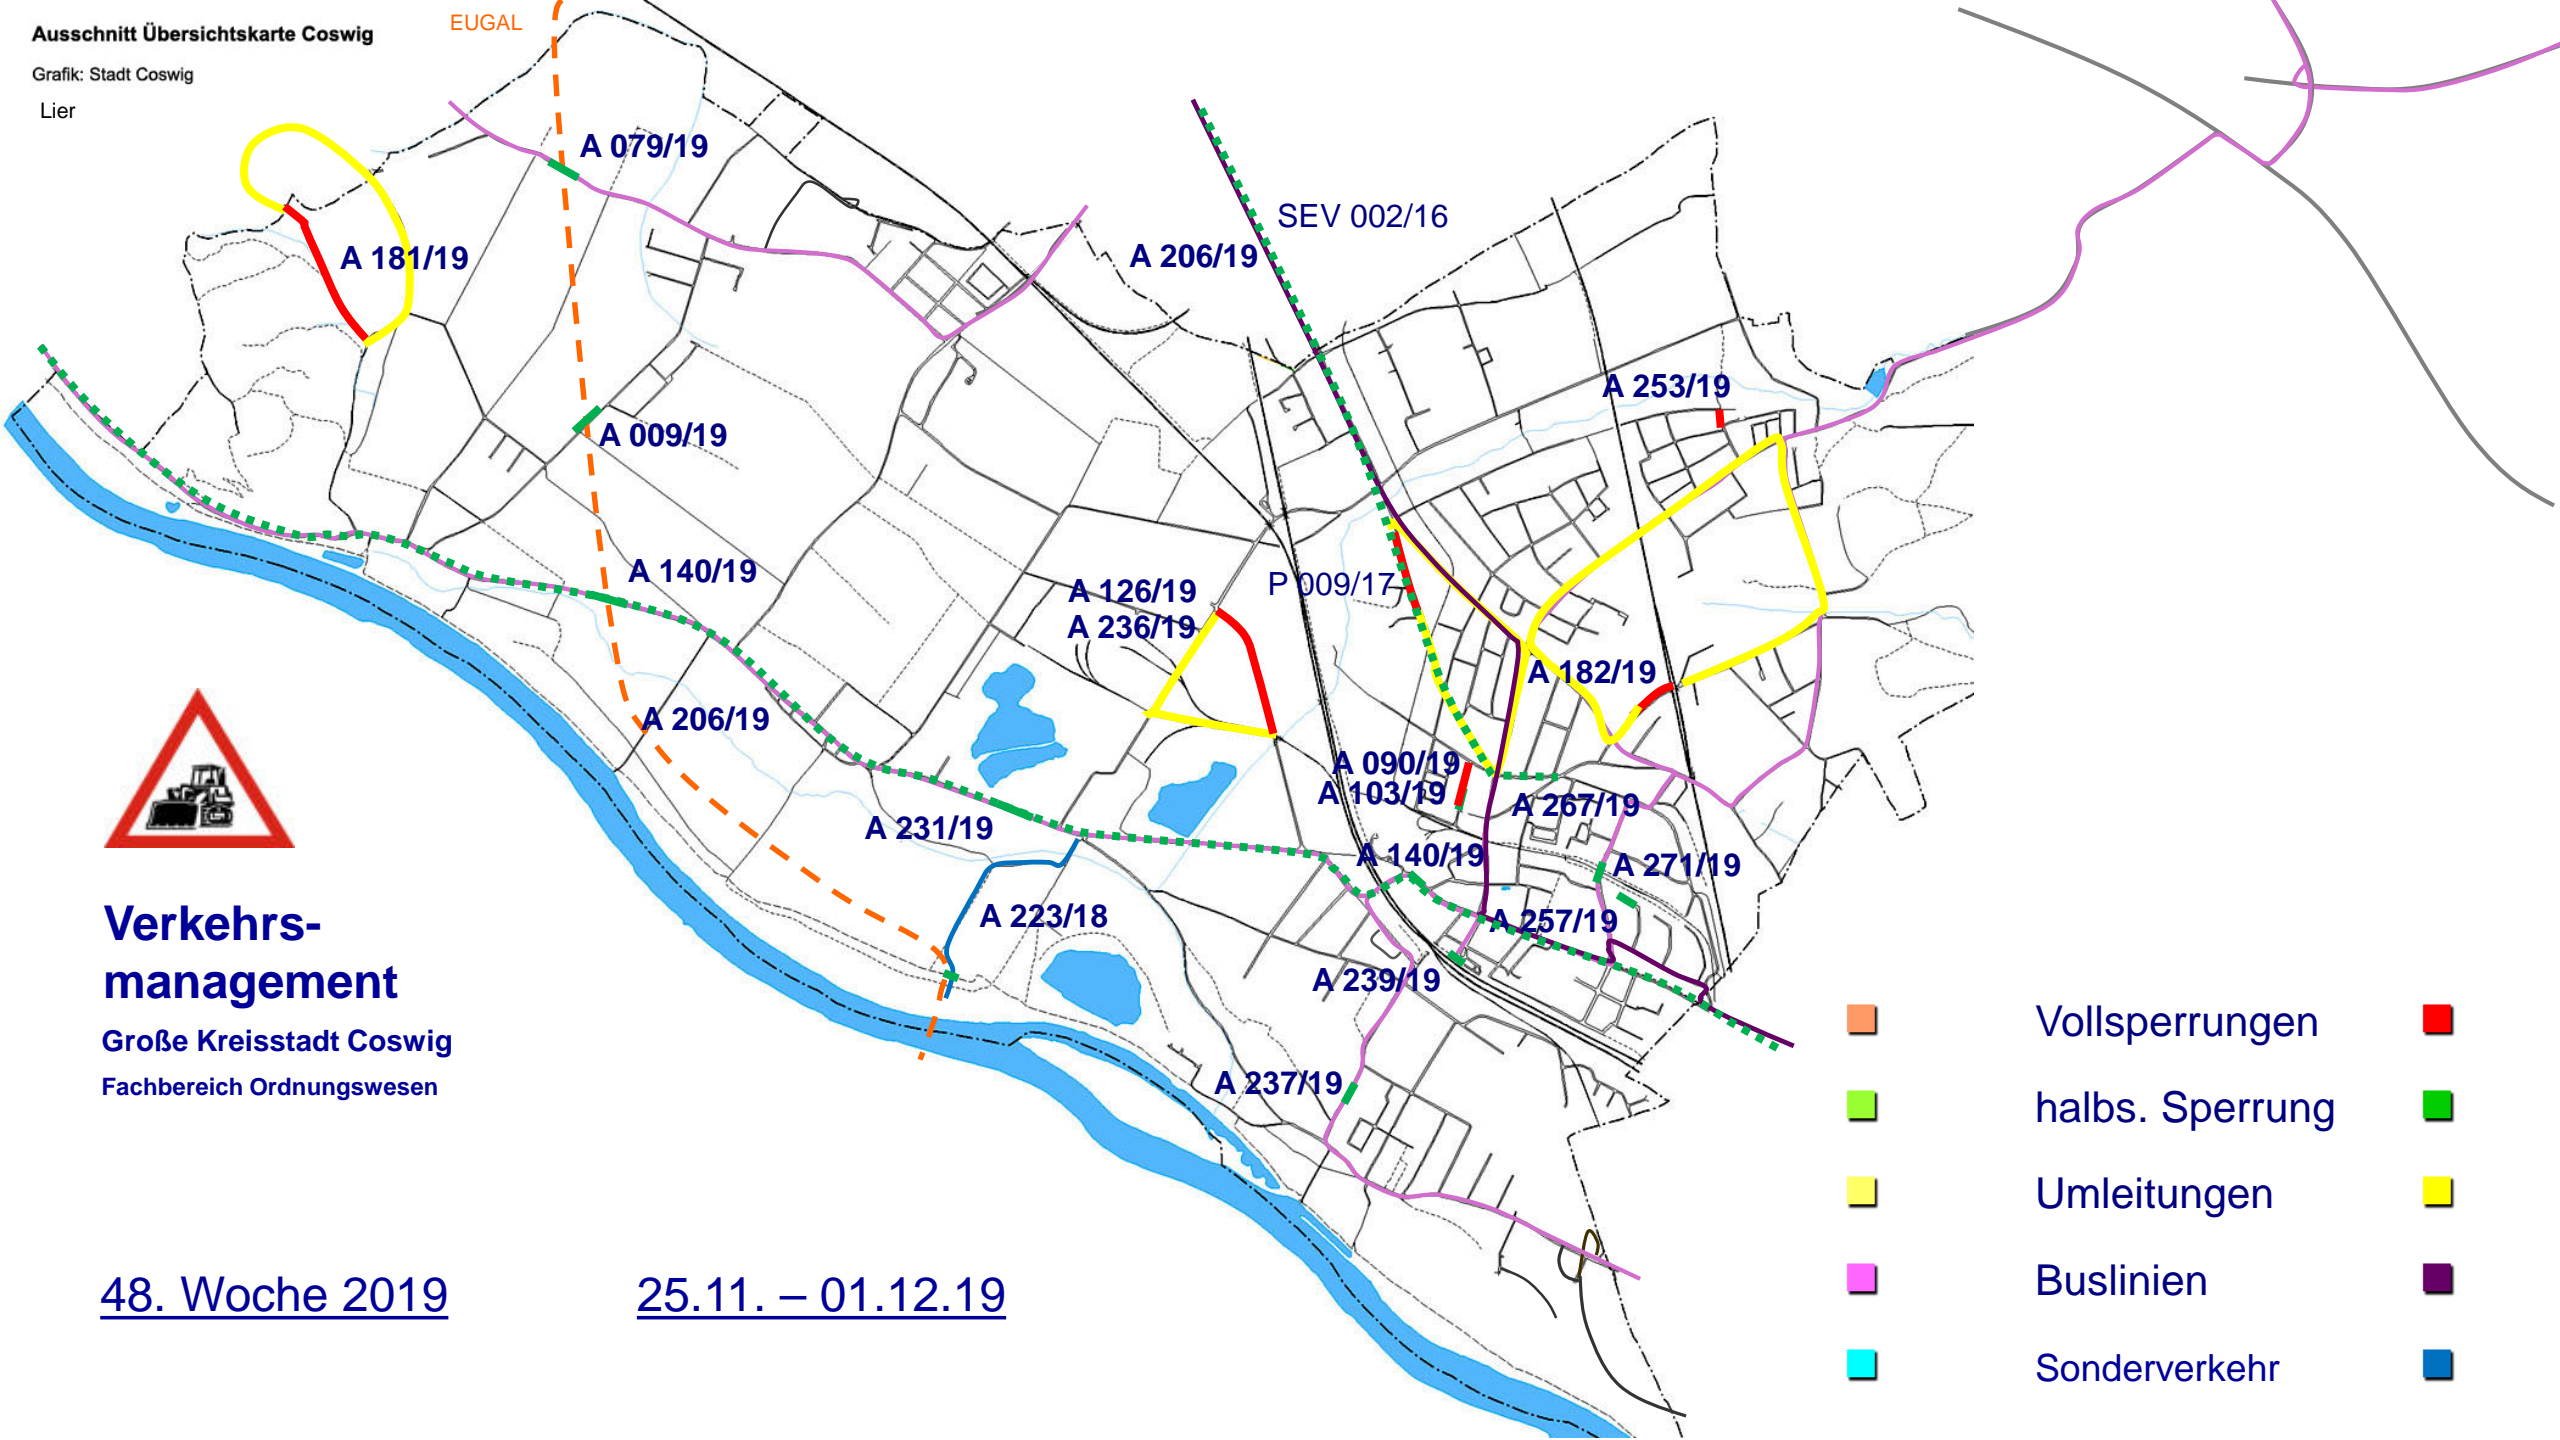 Ausschnitt Übersichtskarte Coswig
Grafik: Stadt Coswig
Lier
EUGAL
A 079/19
A 181/19
SEV 002/16
A 206/19
A 253/19
A 009/19
A 140/19
A 126/19
A 236/19
P 009/17
A 182/19
A 206/19
A 090/19
A 103/19
A 267/19
A 231/19
A 140/19
A 271/19
A 223/18
A 257/19
A 239/19
A 237/19
Verkehrs-
management
Große Kreisstadt Coswig
Fachbereich Ordnungswesen
48. Woche 2019
25.11. – 01.12.19
Vollsperrungen
halbs. Sperrung
Umleitungen
Buslinien
Sonderverkehr